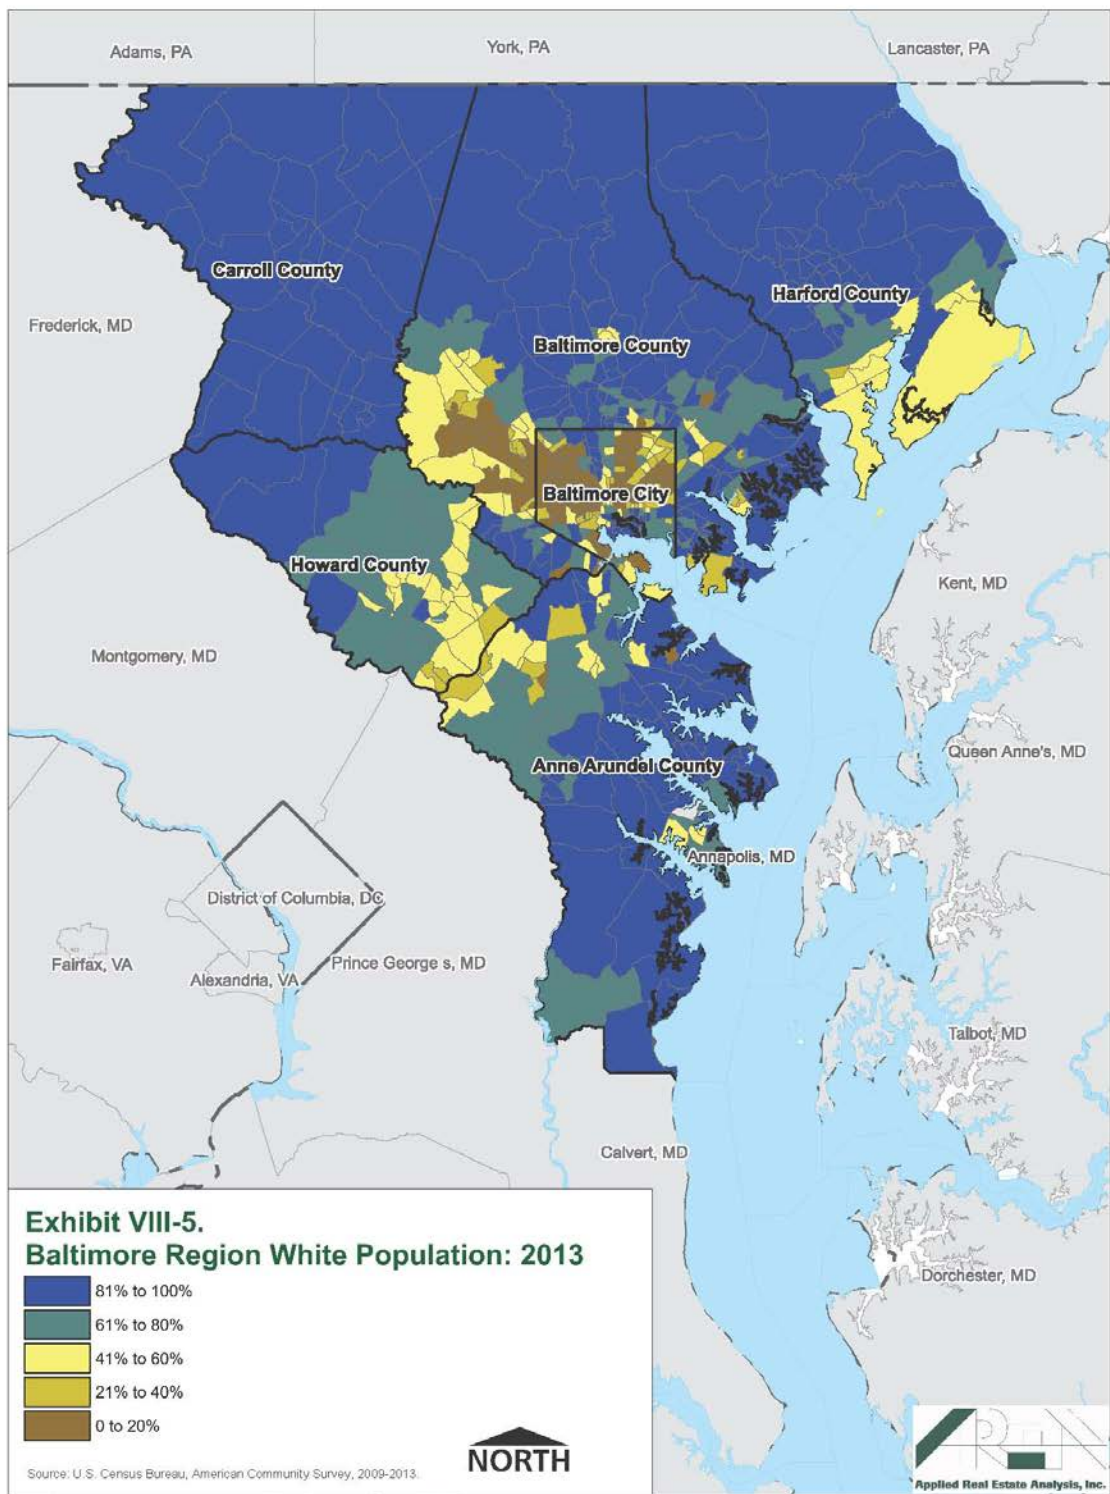 Adams, PA
York, PA
Lancaster, PA
Carroll County
Harford County
Frederick, MD
Baltimore County
Baltimore City
Howard County
Kent, MD
Montgomery, MD
Queen Anne's, MD
Anne Arundel County
Annapolis, MD
District of Columbia, DC
Fairfax, VA
Alexandria, VA
Prince George s, MD
Talbot, MD
Calvert, MD
Dorchester, MD
Exhibit VIII-5.
Baltimore Region White Population: 2013
81% to 100%
61% to 80%
41% to 60%
21% to 40%
0 to 20%
NORTH
Source: U.S. Census Bureau, American Community Survey, 2009-2013.
Applied Real Estate Analysis, Inc.